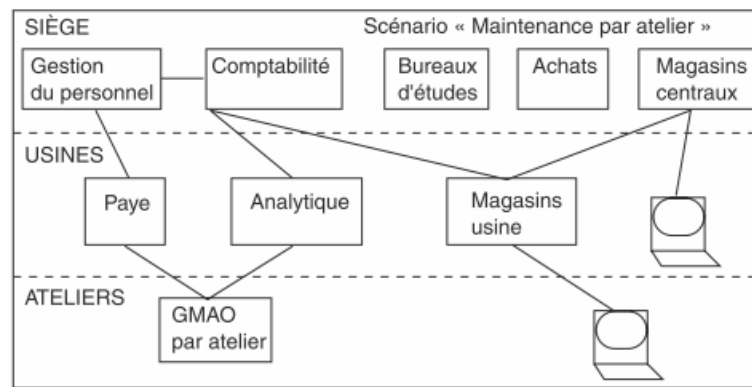 SIÈGE
Scénario « Maintenance par atelier »
Gestion
du personnel
Comptabilité
Bureaux
d'études
Achats
Magasins
centraux
USINES
Paye
Analytique
Magasins
usine
ATELIERS
GMAO
par atelier